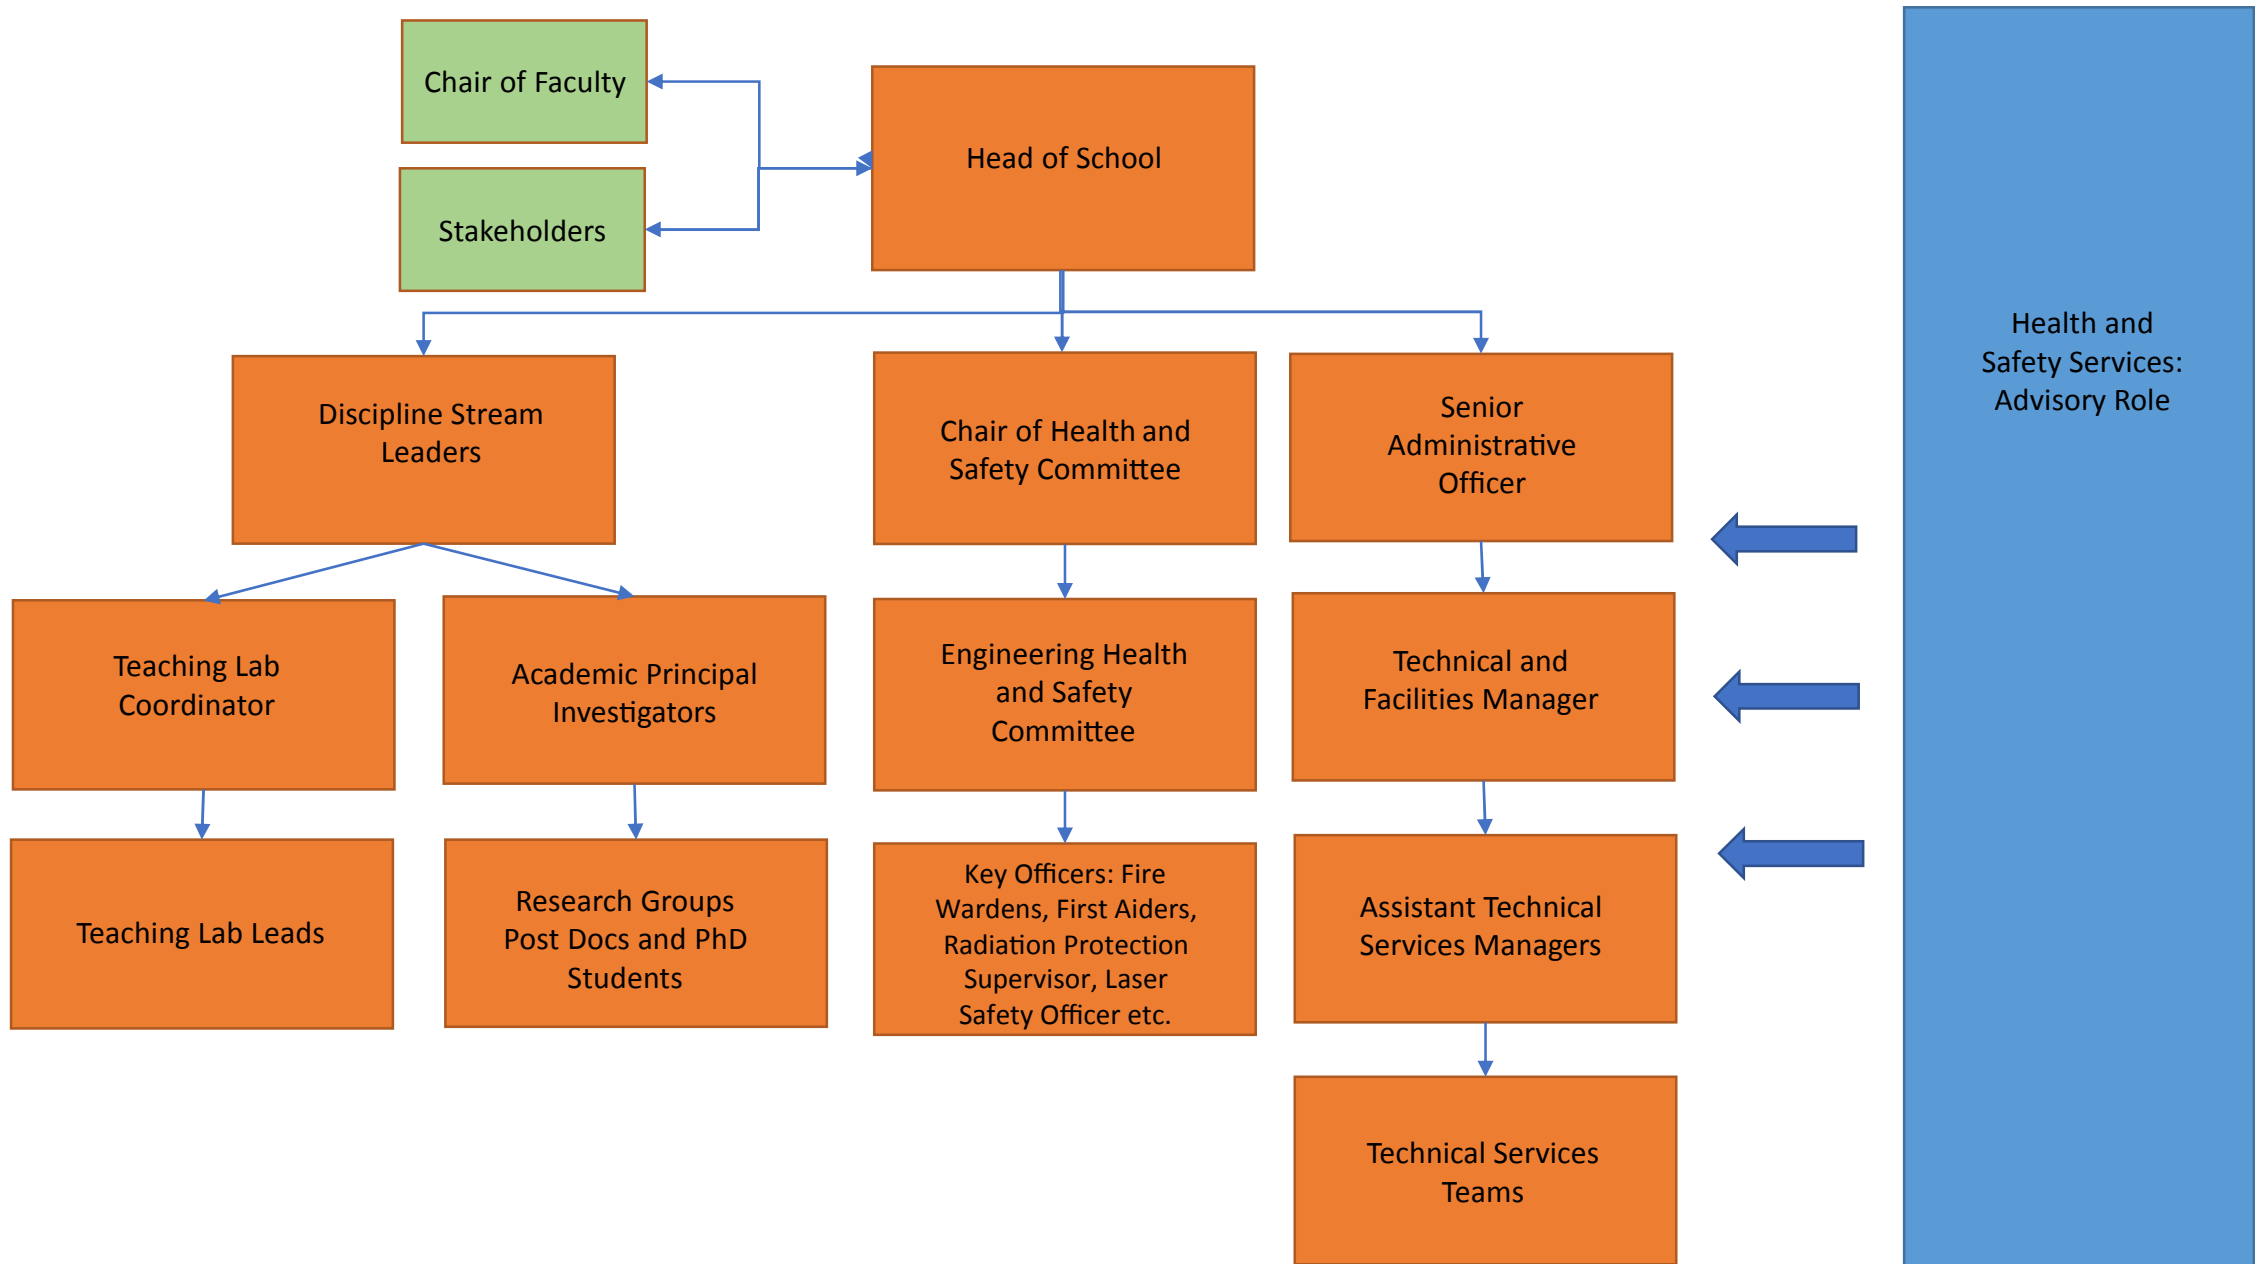 Chair of Faculty
Stakeholders
Head of School
Health and
Safety Services:
Advisory Role
Discipline Stream
Leaders
Chair of Health and
Safety Committee
Senior
Administrative
Officer
Teaching Lab
Coordinator
Academic Principal
Investigators
Engineering Health
and Safety
Committee
Technical and
Facilities Manager
Teaching Lab Leads
Research Groups
Post Docs and PhD
Students
Key Officers: Fire
Wardens, First Aiders,
Radiation Protection
Supervisor, Laser
Safety Officer etc.
Assistant Technical
Services Managers
Technical Services
Teams